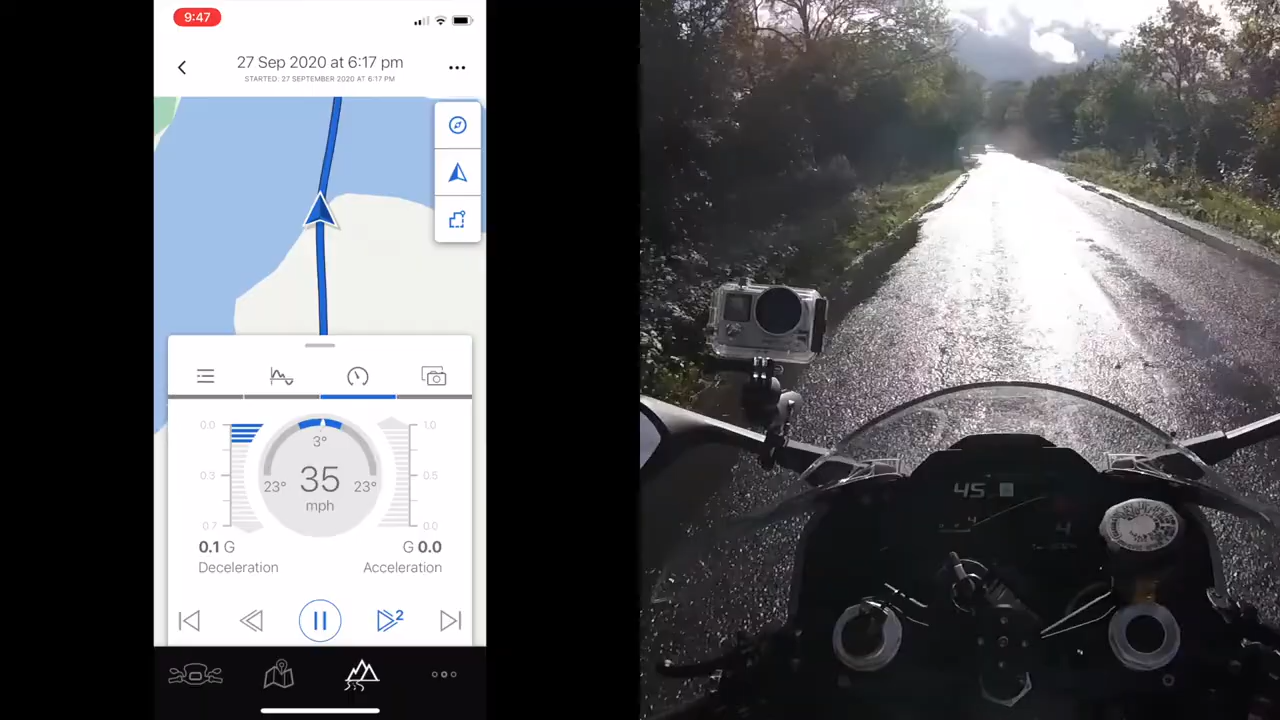 9:47
27 Sep 2020 at 6:17 pm
STARTED: 27 SEPTEMBER 2020 AT 6:17 PM
0.0
1.0
3°
0.3
23°
35
23°
0.5
mph
0.7
0.0
0.1 G
G 0.0
Deceleration
Acceleration
2
45
4
4